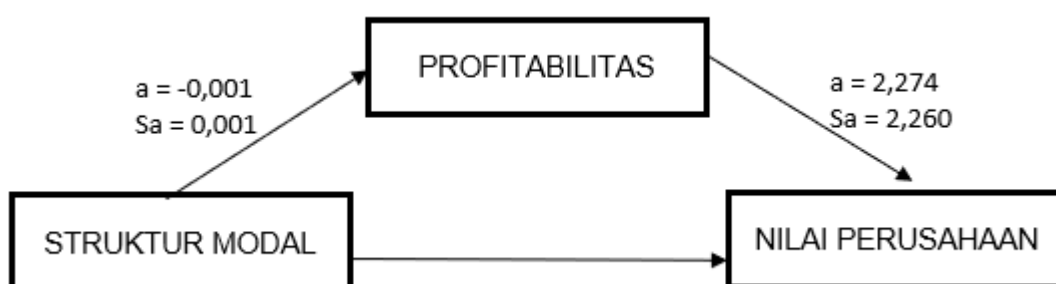 PROFITABILITAS
a = -0,001
Sa = 0,001
a = 2,274
Sa = 2,260
STRUKTUR MODAL
NILAI PERUSAHAAN